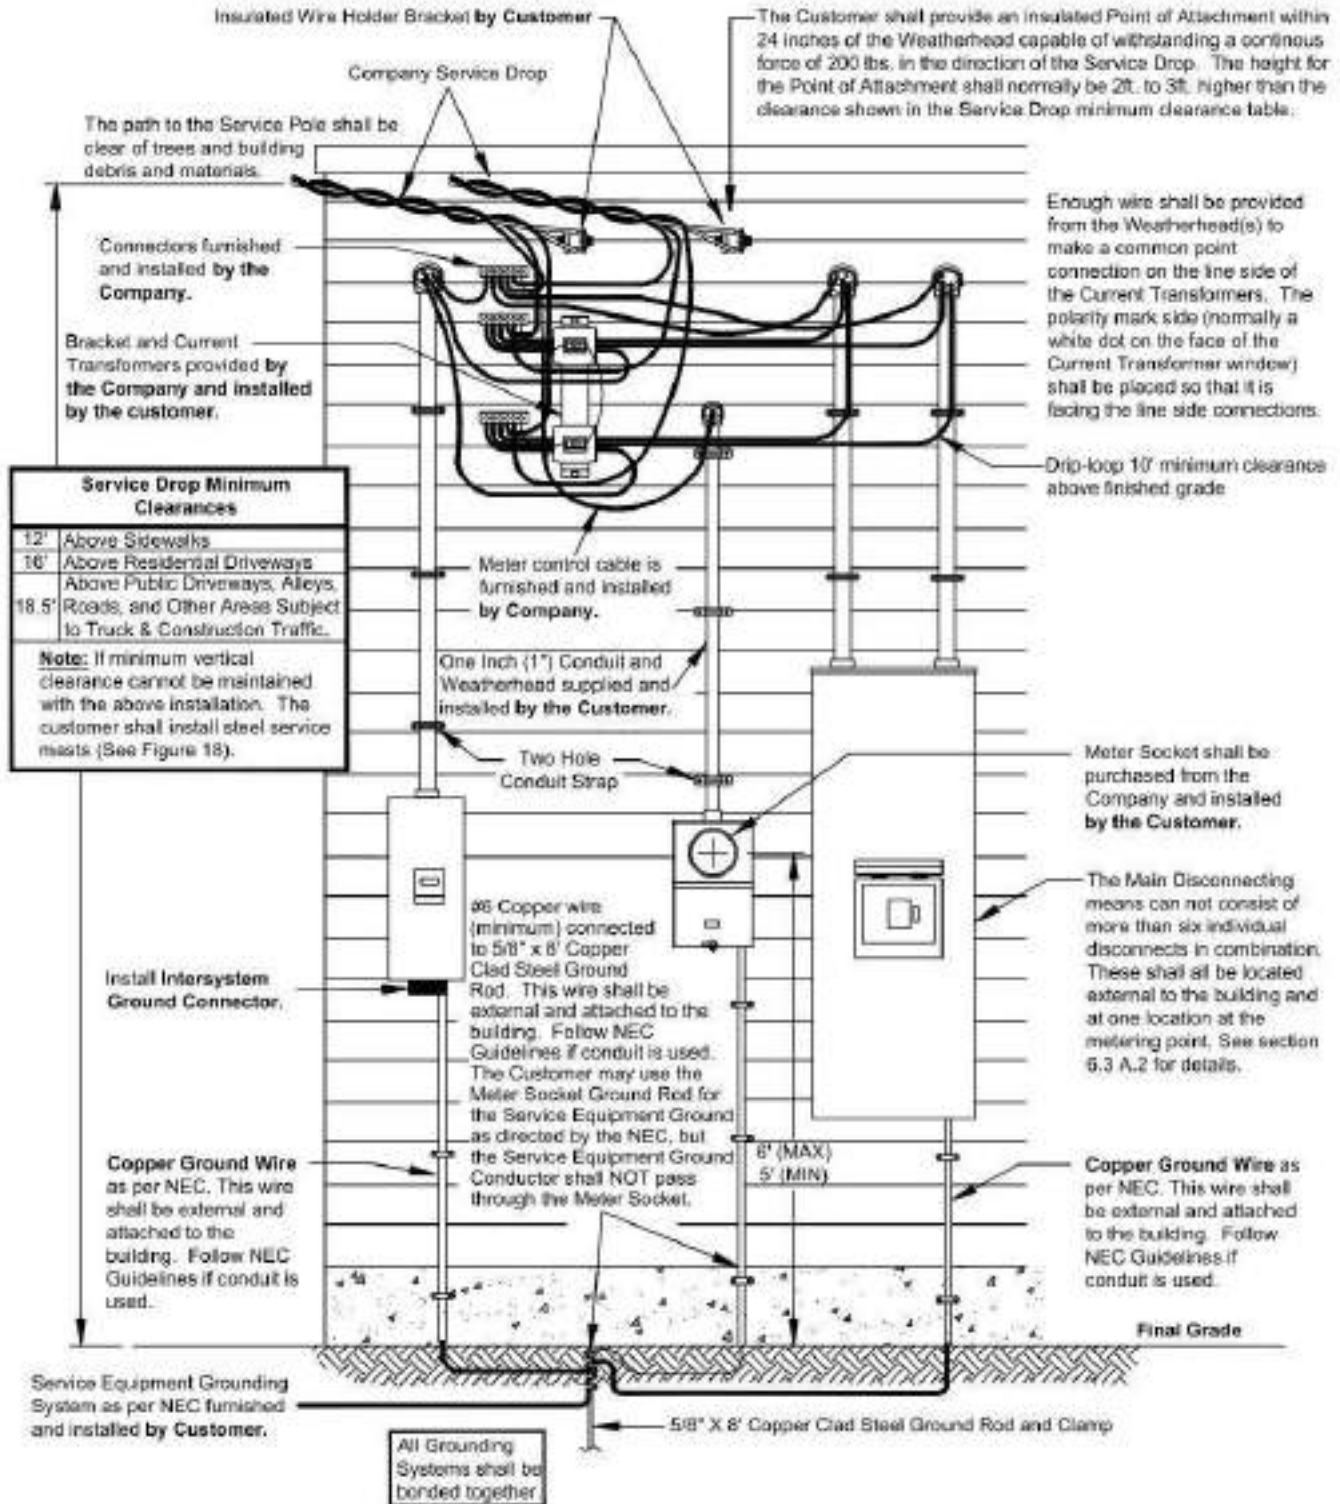 Insulated Wire Holder Bracket by Customer
The Customer shall provide an insulated Point of Attachment within
24 inches of the Weatherhead capable of withstanding a continous
force of 200 lbs. in the direction of the Service Drop. The height for
the Point of Attachment shall normally be 2ft. to 3ft. higher than the
clearance shown in the Service Drop minimum clearance table.
Company Service Drop
The path to the Service Pole shall be
clear of trees and building
debris and materials.
Connectors furnished
and installed by the
Company.
Bracket and Current
Transformers provided by
the Company and installed
by the customer.
Enough wire shall be provided
from the Weatherhead(s) to
make a common point
connection on the line side of
the Current Transformers. The
polarity mark side (normally a
white dot on the face of the
Current Transformer window)
shall be placed so that it is
facing the line side connections.
Drip-loop 10' minimum clearance
above finished grade
Service Drop Minimum
Clearances
12' Above Sidewalks
16' Above Residential Driveways
18.5' Above Public Driveways, Alleys,
Roads, and Other Areas Subject
to Truck & Construction Traffic.
Note: If minimum vertical
clearance cannot be maintained
with the above installation. The
customer shall install steel service
masts (See Figure 18).
Meter control cable is
furnished and installed
by Company.
One Inch (1") Conduit and
Weatherhead supplied and
installed by the Customer.
Two Hole
Conduit Strap
Meter Socket shall be
purchased from the
Company and installed
by the Customer.
The Main Disconnecting
means can not consist of
more than six individual
disconnects in combination.
These shall all be located
external to the building and
at one location at the
metering point. See section
6.3 A.2 for details.
#6 Copper wire
(minimum) connected
to 5/8" x 8' Copper
Clad Steel Ground
Rod. This wire shall be
external and attached to the
building. Follow NEC
Guidelines if conduit is used.
The Customer may use the
Meter Socket Ground Rod for
the Service Equipment Ground
as directed by the NEC, but
the Service Equipment Ground
Conductor shall NOT pass
through the Meter Socket.
Install Intersystem
Ground Connector.
6' (MAX)
5' (MIN)
Copper Ground Wire
as per NEC. This wire
shall be external and
attached to the
building. Follow NEC
Guidelines if conduit is
used.
Copper Ground Wire as
per NEC. This wire shall
be external and attached
to the building. Follow
NEC Guidelines if
conduit is used.
Final Grade
Service Equipment Grounding
System as per NEC furnished
and installed by Customer.
5/8" X 8' Copper Clad Steel Ground Rod and Clamp
All Grounding
Systems shall be
bonded together